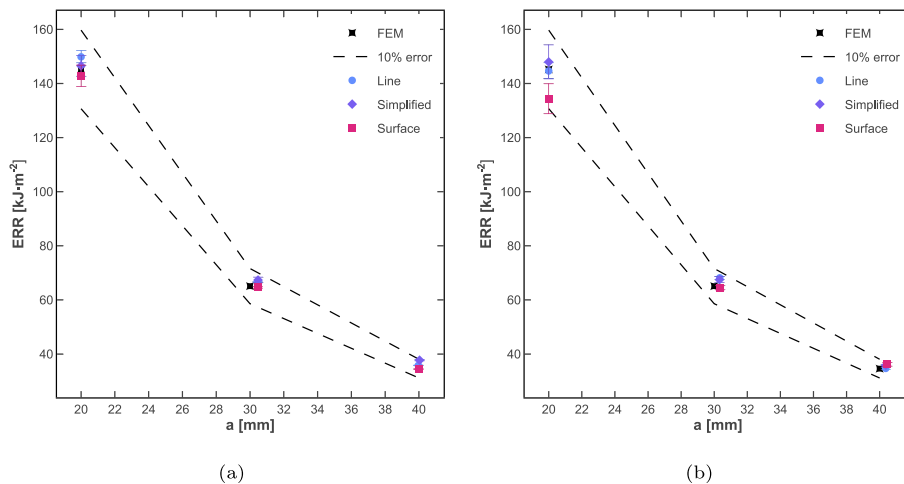 160
140
120
100
80
60
40
ERR [kJ·m⁻²]
20 22 24 26 28 30 32 34 36 38 40
a [mm]
FEM
10% error
Line
Simplified
Surface
(a)
160
140
120
100
80
60
40
ERR [kJ·m⁻²]
20 22 24 26 28 30 32 34 36 38 40
a [mm]
FEM
10% error
Line
Simplified
Surface
(b)